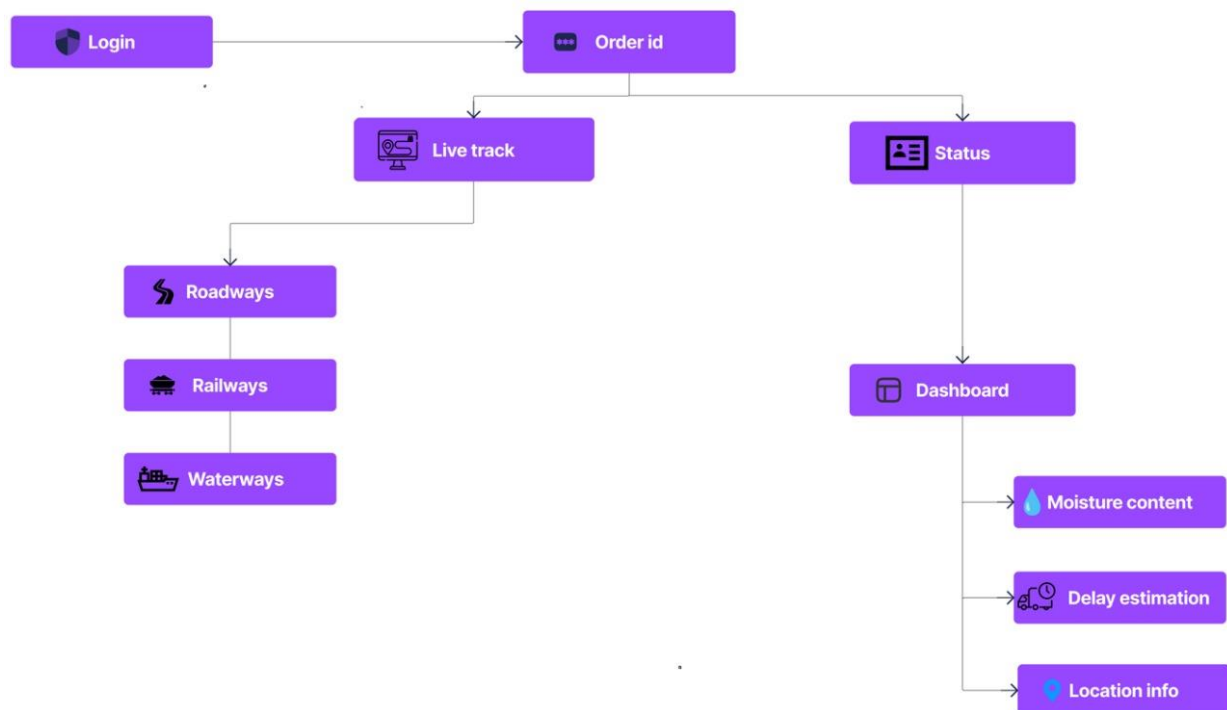 Login
Order id
Live track
Status
Roadways
Railways
Dashboard
Waterways
Moisture content
Delay estimation
Location info